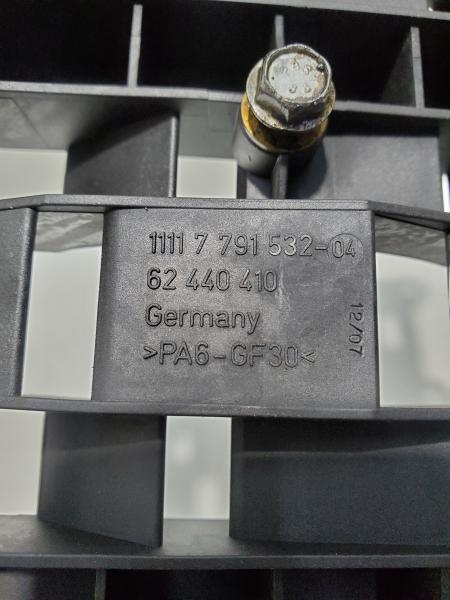 1111 7 791 532-04
62 440 410
Germany
>PA6-GF30<
12/07